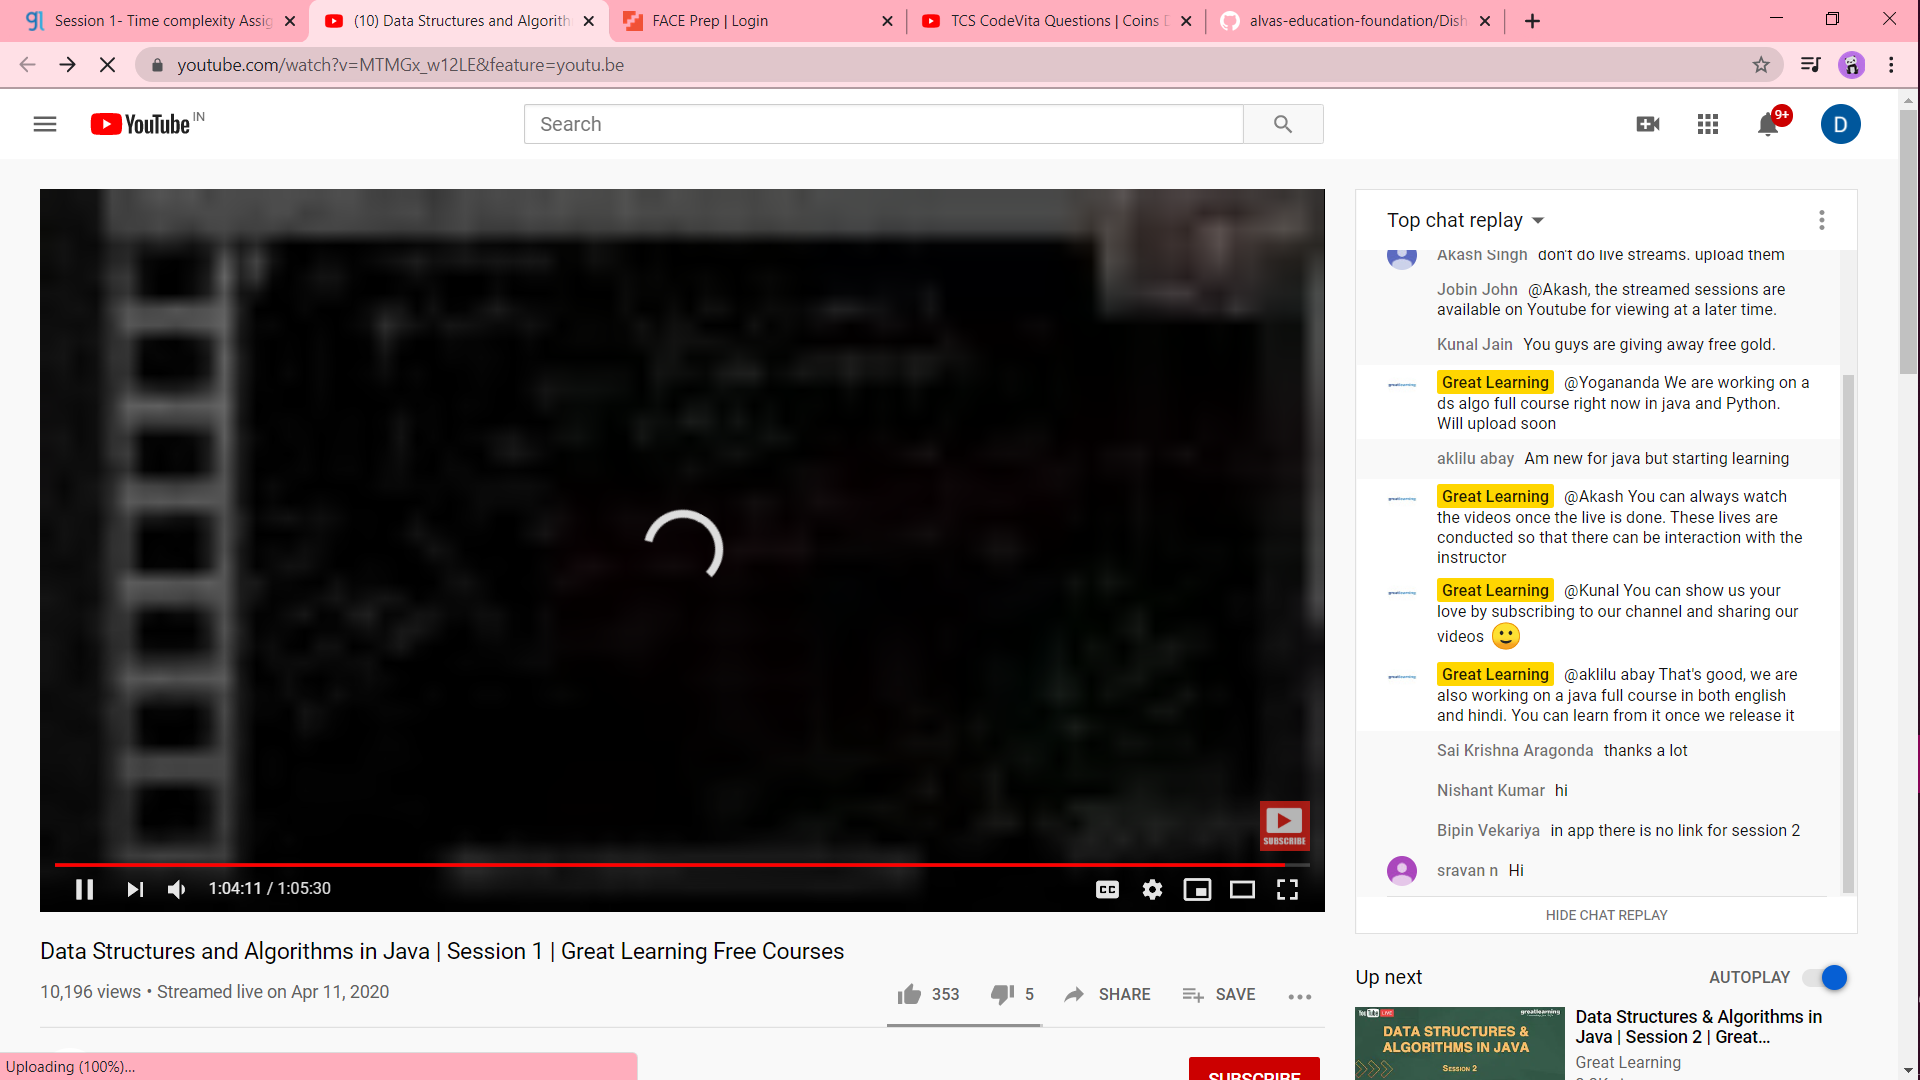 Session 1- Time complexity Assig
(10) Data Structures and Algorith
FACE Prep | Login
TCS CodeVita Questions | Coins D
alvas-education-foundation/Dish
youtube.com/watch?v=MTMGx_w12LE&feature=youtu.be
YouTube IN
Search
9+
D
Top chat replay
Akash Singh don't do live streams. upload them
Jobin John @Akash, the streamed sessions are
available on Youtube for viewing at a later time.
Kunal Jain You guys are giving away free gold.
Great Learning @Yogananda We are working on a
ds algo full course right now in java and Python.
Will upload soon
aklilu abay Am new for java but starting learning
Great Learning @Akash You can always watch
the videos once the live is done. These lives are
conducted so that there can be interaction with the
instructor
Great Learning @Kunal You can show us your
love by subscribing to our channel and sharing our
videos
Great Learning @aklilu abay That's good, we are
also working on a java full course in both english
and hindi. You can learn from it once we release it
Sai Krishna Aragonda thanks a lot
Nishant Kumar hi
Bipin Vekariya in app there is no link for session 2
sravan n Hi
HIDE CHAT REPLAY
SUBSCRIBE
1:04:11 / 1:05:30
CC
Data Structures and Algorithms in Java | Session 1 | Great Learning Free Courses
10,196 views • Streamed live on Apr 11, 2020
353
5
SHARE
SAVE
SUBSCRIBE
Up next
AUTOPLAY
YouTube LIVE
greatlearning
DATA STRUCTURES &
ALGORITHMS IN JAVA
SESSION 2
Data Structures & Algorithms in
Java | Session 2 | Great...
Great Learning
Uploading (100%)...